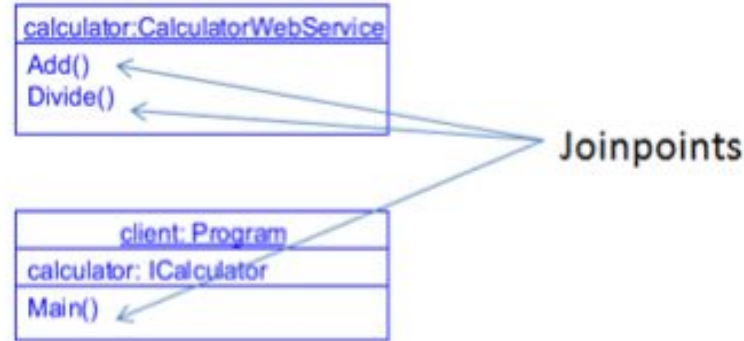 calculator:CalculatorWebService
Add()
Divide()
Joinpoints
client: Program
calculator: ICalculator
Main()